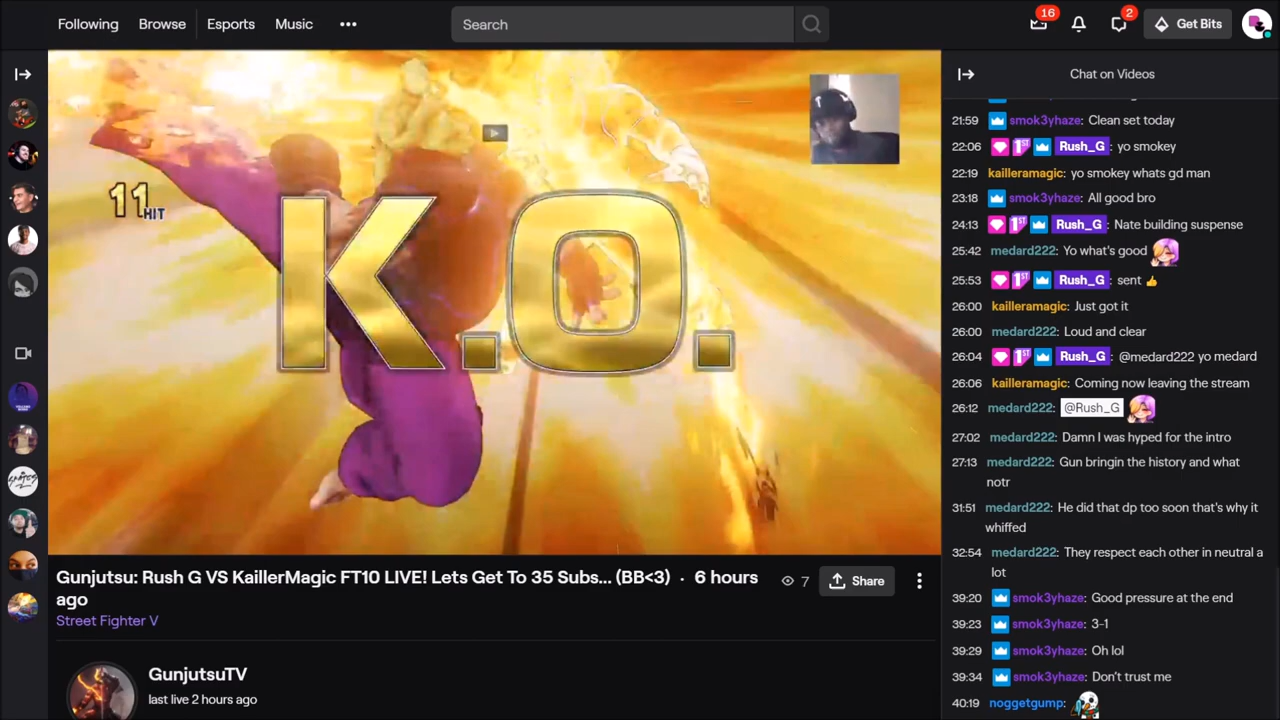 Following Browse Esports Music ••• Search 16 2 Get Bits
11 HIT
K.O.
Gunjutsu: Rush G VS KaillerMagic FT10 LIVE! Lets Get To 35 Subs... (BB<3) · 6 hours
ago
7 Share
Street Fighter V
GunjutsuTV
last live 2 hours ago
Chat on Videos
21:59 smok3yhaze: Clean set today
22:06 1ST Rush_G yo smokey
22:19 kailleramagic: yo smokey whats gd man
23:18 smok3yhaze: All good bro
24:13 1ST Rush_G : Nate building suspense
25:42 medard222: Yo what's good
25:53 1ST Rush_G : sent
26:00 kailleramagic: Just got it
26:00 medard222: Loud and clear
26:04 1ST Rush_G : @medard222 yo medard
26:06 kailleramagic: Coming now leaving the stream
26:12 medard222: @Rush_G
27:02 medard222: Damn I was hyped for the intro
27:13 medard222: Gun bringin the history and what
notr
31:51 medard222: He did that dp too soon that's why it
whiffed
32:54 medard222: They respect each other in neutral a
lot
39:20 smok3yhaze: Good pressure at the end
39:23 smok3yhaze: 3-1
39:29 smok3yhaze: Oh lol
39:34 smok3yhaze: Don't trust me
40:19 noggetgump: